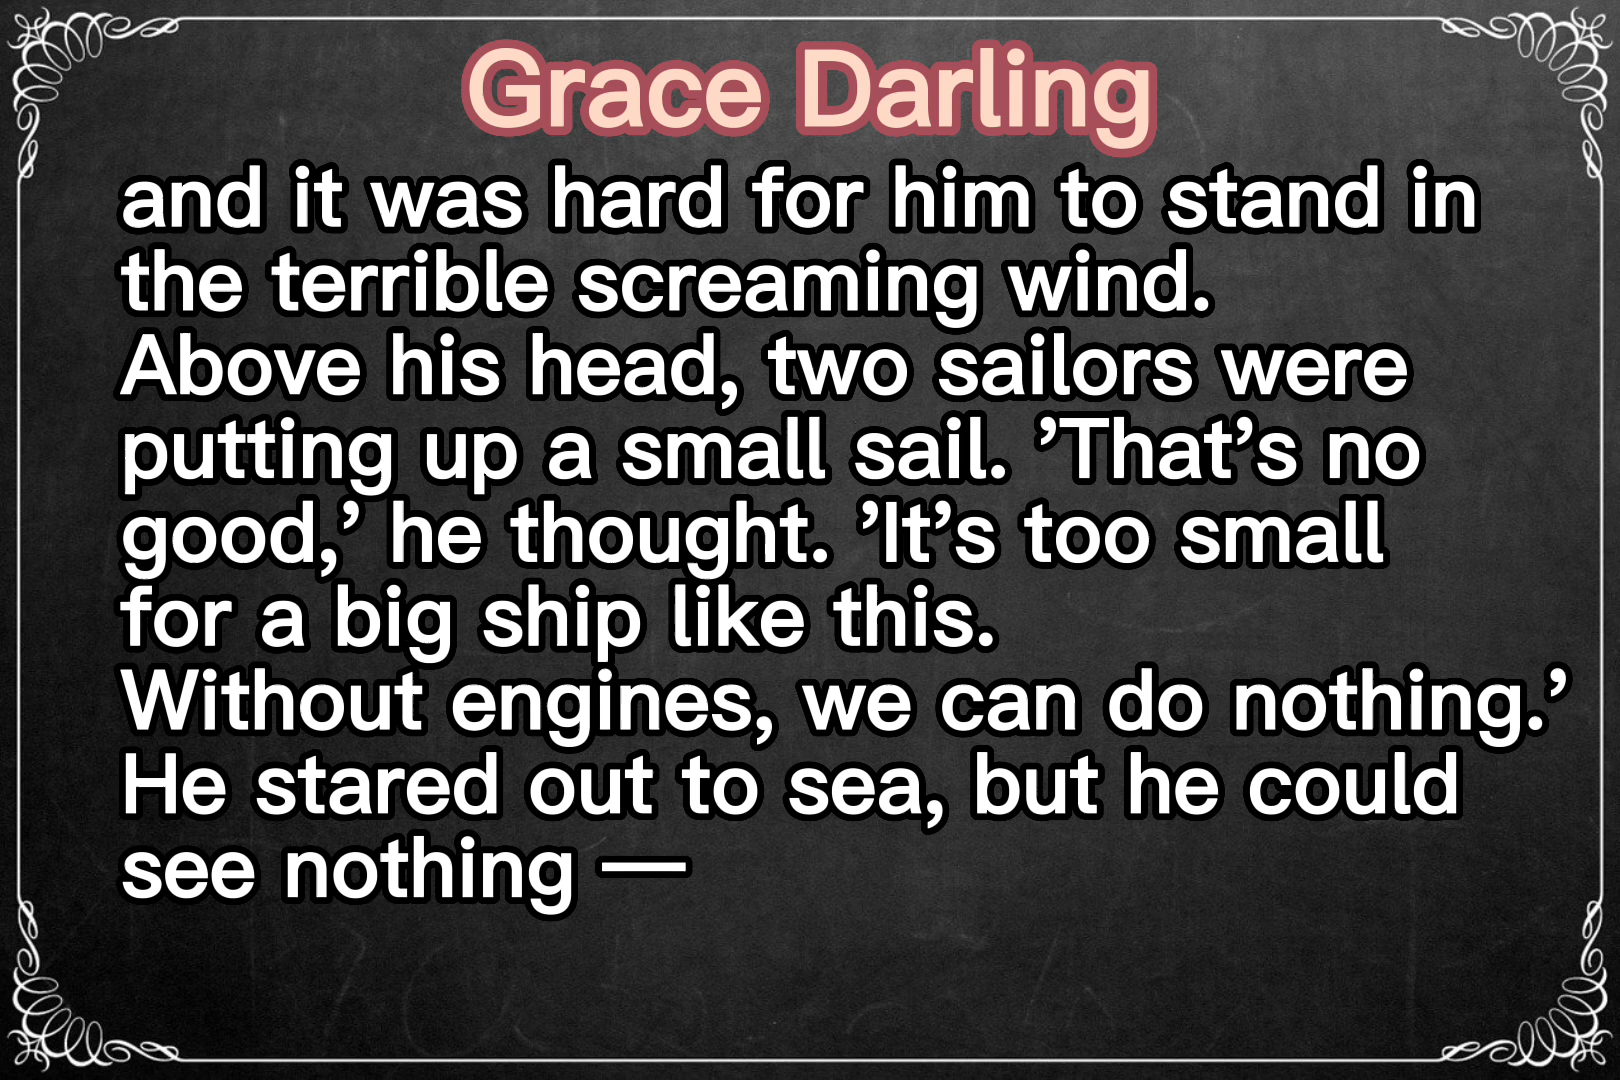 Grace Darling
and it was hard for him to stand in
the terrible screaming wind.
Above his head, two sailors were
putting up a small sail. ’That’s no
good,’ he thought. ’It’s too small
for a big ship like this.
Without engines, we can do nothing.’
He stared out to sea, but he could
see nothing —